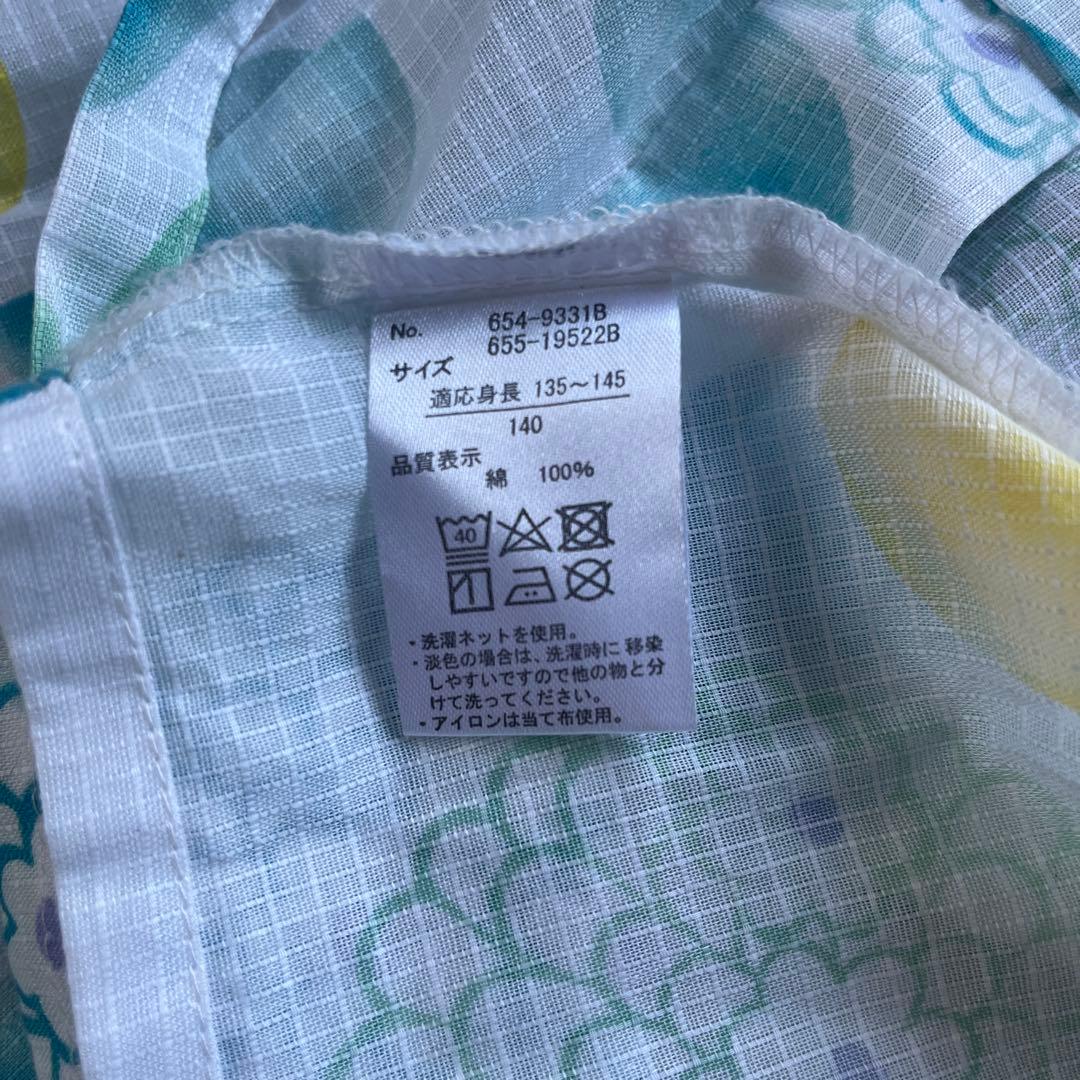 No. 654-9331B
655-19522B
サイズ
適応身長 135～145
140
品質表示
綿 100%
40
・洗濯ネットを使用。
・淡色の場合は、洗濯時に移染
しやすいですので他の物と分
けて洗ってください。
・アイロンは当て布使用。